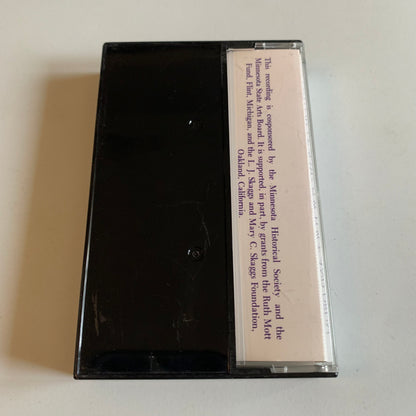 This recording is cosponsored by the Minnesota Historical Society and the
Minnesota State Arts Board. It is supported, in part, by grants from the Ruth Mott
Fund, Flint, Michigan, and the L. J. Skaggs and Mary C. Skaggs Foundation,
Oakland, California.